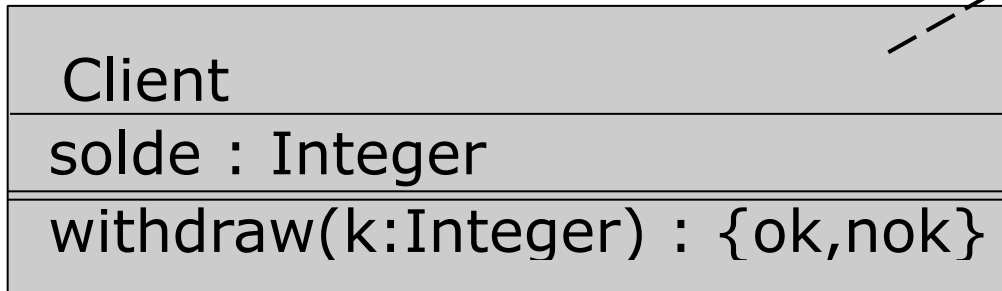 Client
solde : Integer
withdraw(k:Integer) : {ok,nok}